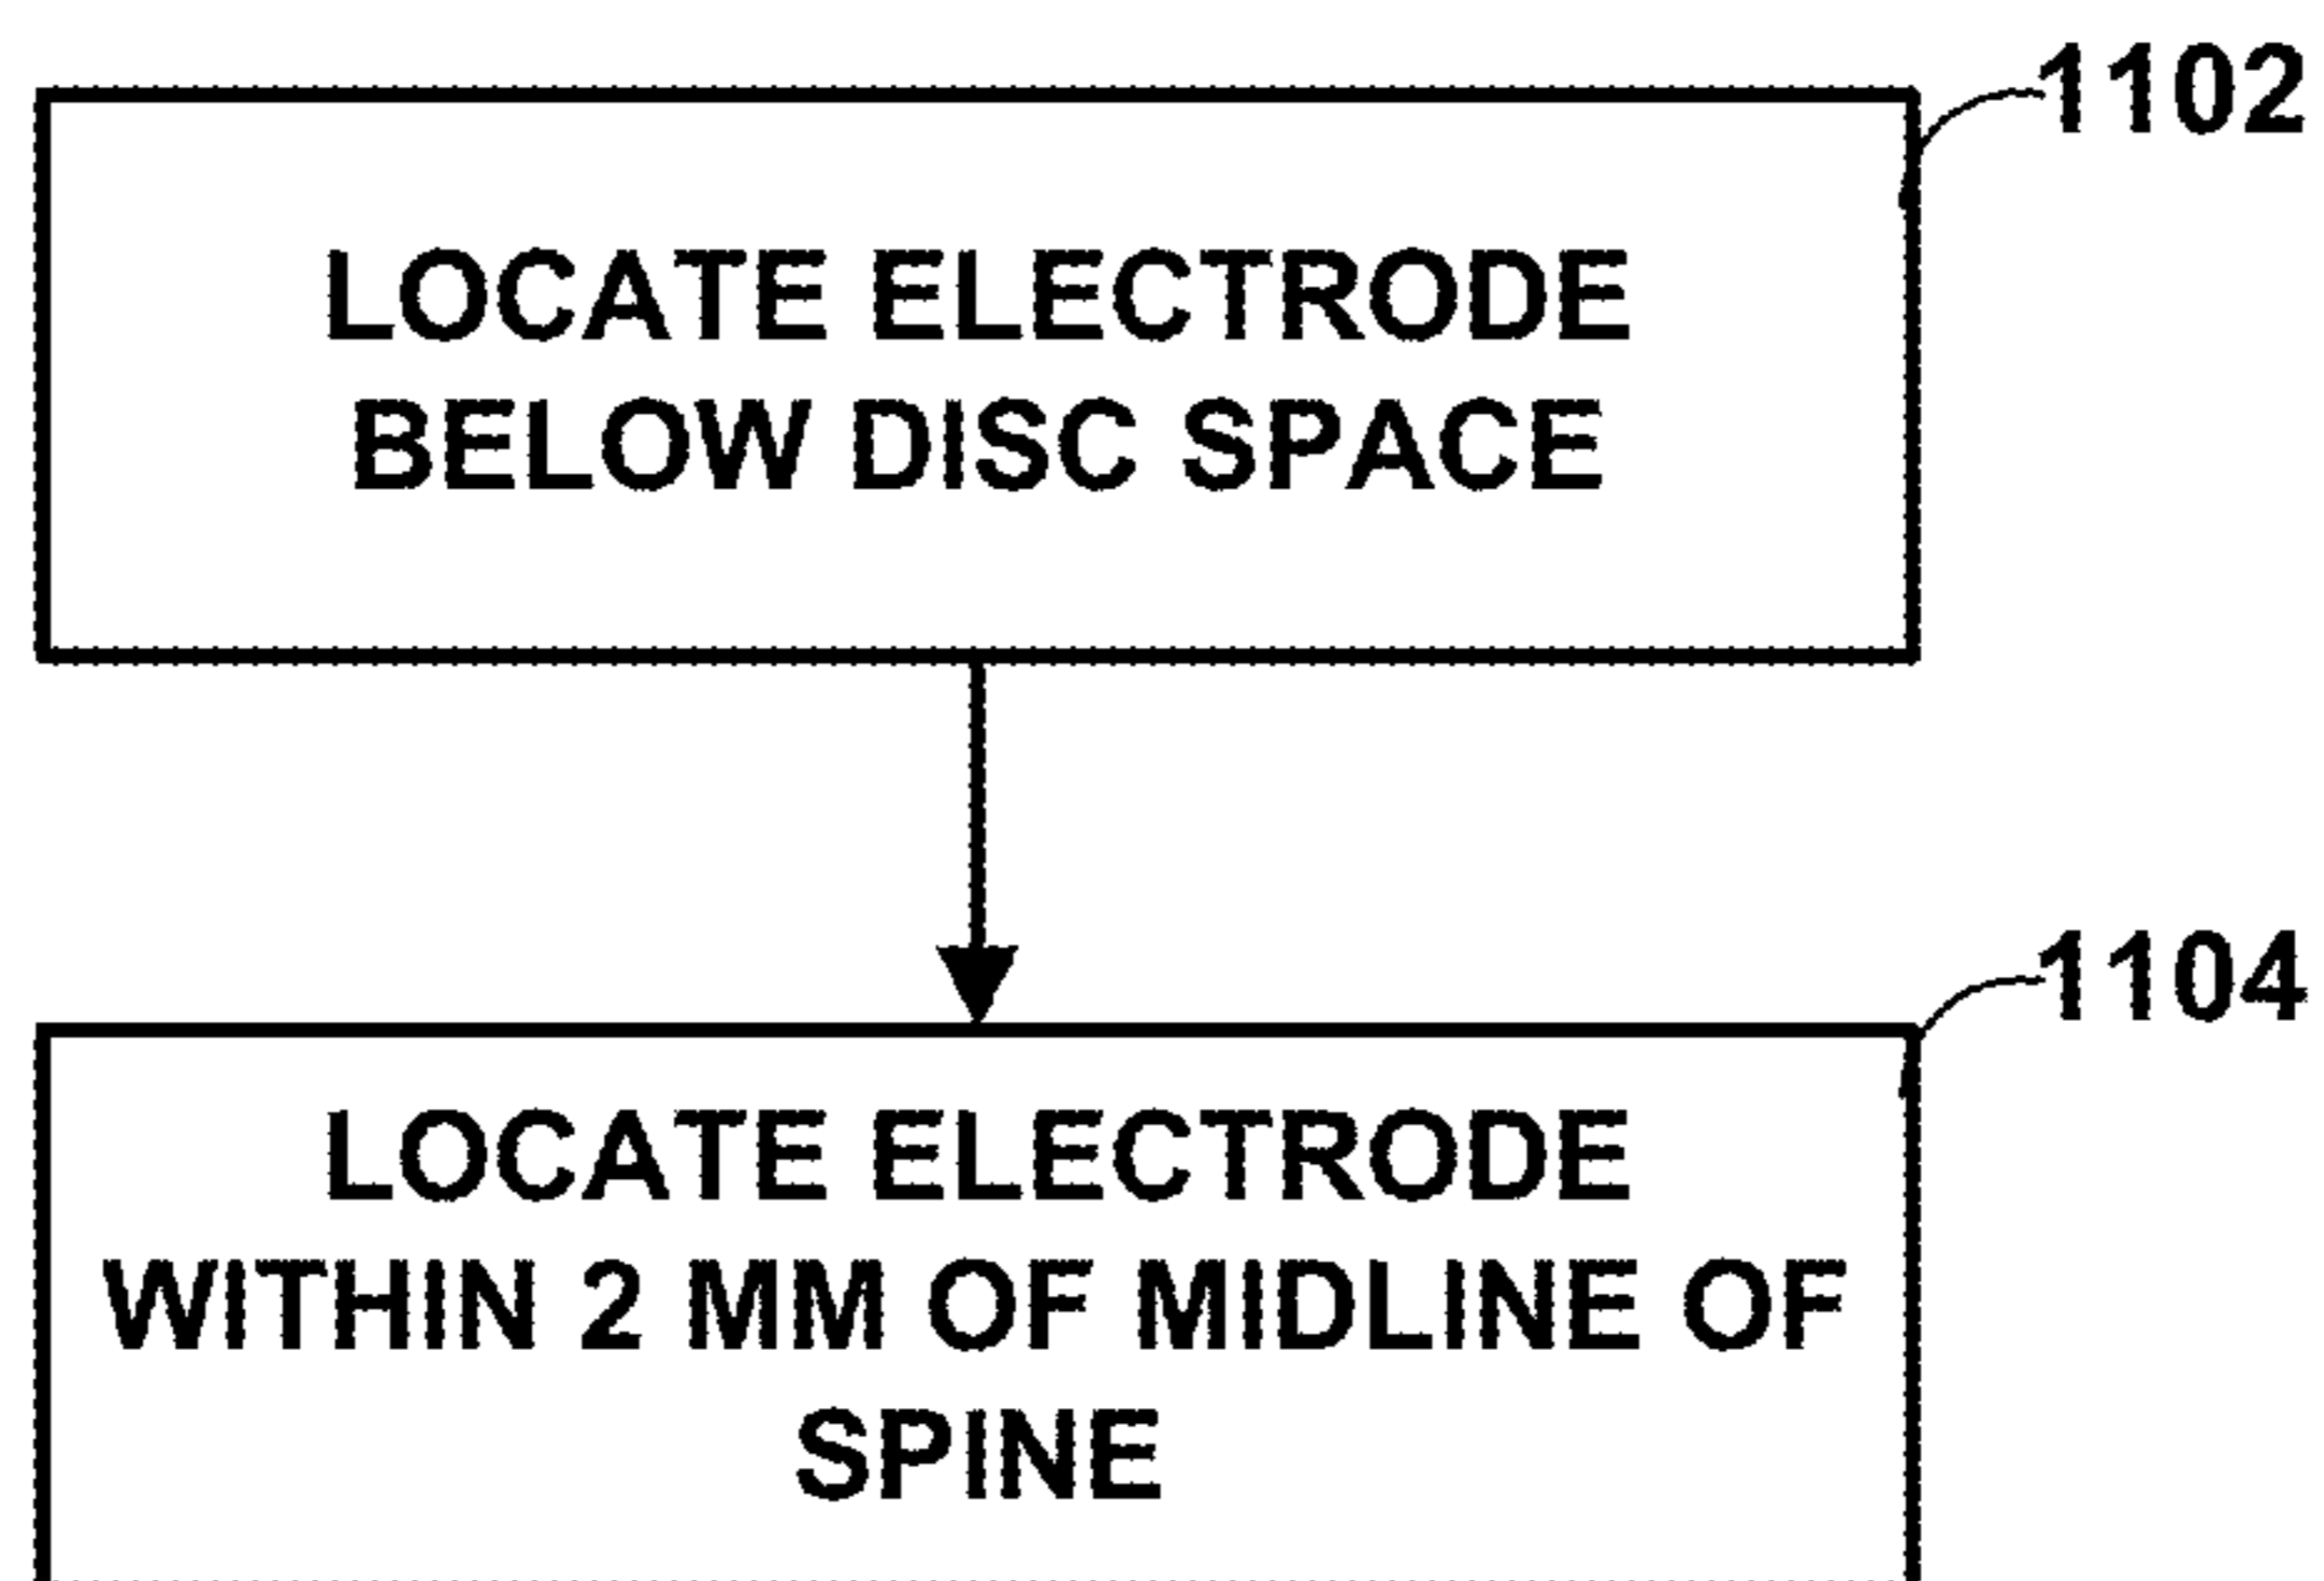 1102
LOCATE ELECTRODE
BELOW DISC SPACE
1104
LOCATE ELECTRODE
WITHIN 2 MM OF MIDLINE OF
SPINE